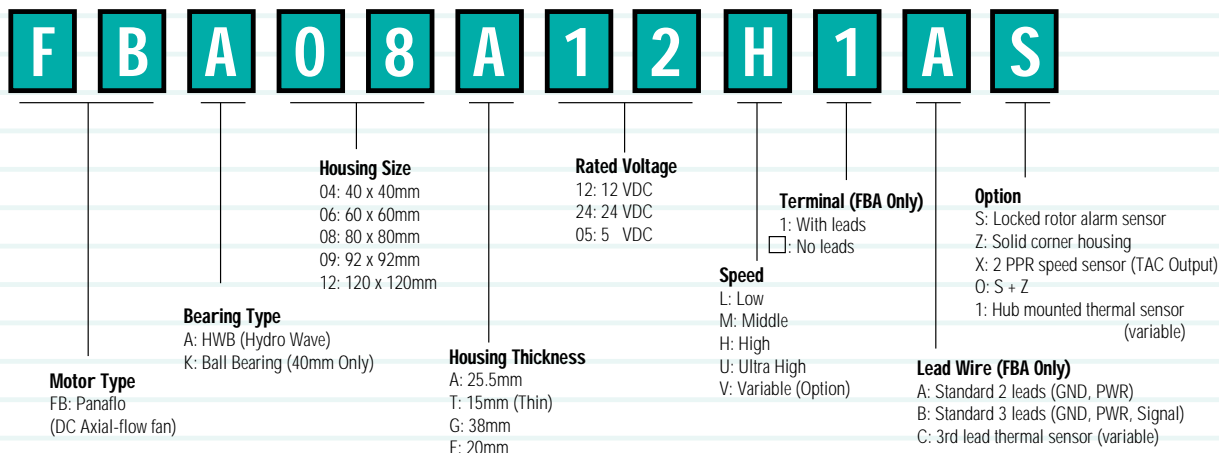 F B A 0 8 A 1 2 H 1 A S
Motor Type
FB: Panaflo
(DC Axial-flow fan)
Bearing Type
A: HWB (Hydro Wave)
K: Ball Bearing (40mm Only)
Housing Size
04: 40 x 40mm
06: 60 x 60mm
08: 80 x 80mm
09: 92 x 92mm
12: 120 x 120mm
Housing Thickness
A: 25.5mm
T: 15mm (Thin)
G: 38mm
E: 20mm
Rated Voltage
12: 12 VDC
24: 24 VDC
05: 5 VDC
Speed
L: Low
M: Middle
H: High
U: Ultra High
V: Variable (Option)
Terminal (FBA Only)
1: With leads
□: No leads
Lead Wire (FBA Only)
A: Standard 2 leads (GND, PWR)
B: Standard 3 leads (GND, PWR, Signal)
C: 3rd lead thermal sensor (variable)
Option
S: Locked rotor alarm sensor
Z: Solid corner housing
X: 2 PPR speed sensor (TAC Output)
O: S + Z
1: Hub mounted thermal sensor
(variable)